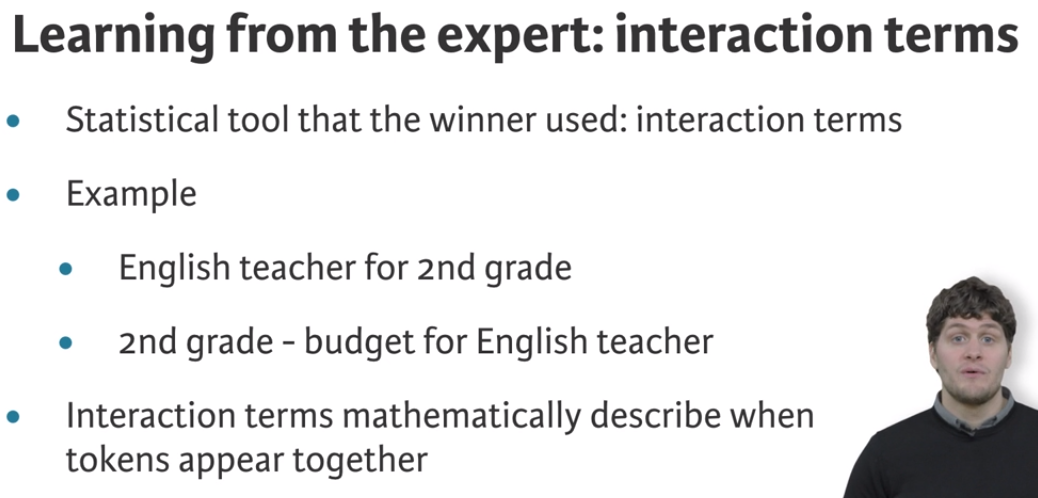 Learning from the expert: interaction terms
• Statistical tool that the winner used: interaction terms
• Example
• English teacher for 2nd grade
• 2nd grade - budget for English teacher
• Interaction terms mathematically describe when
tokens appear together